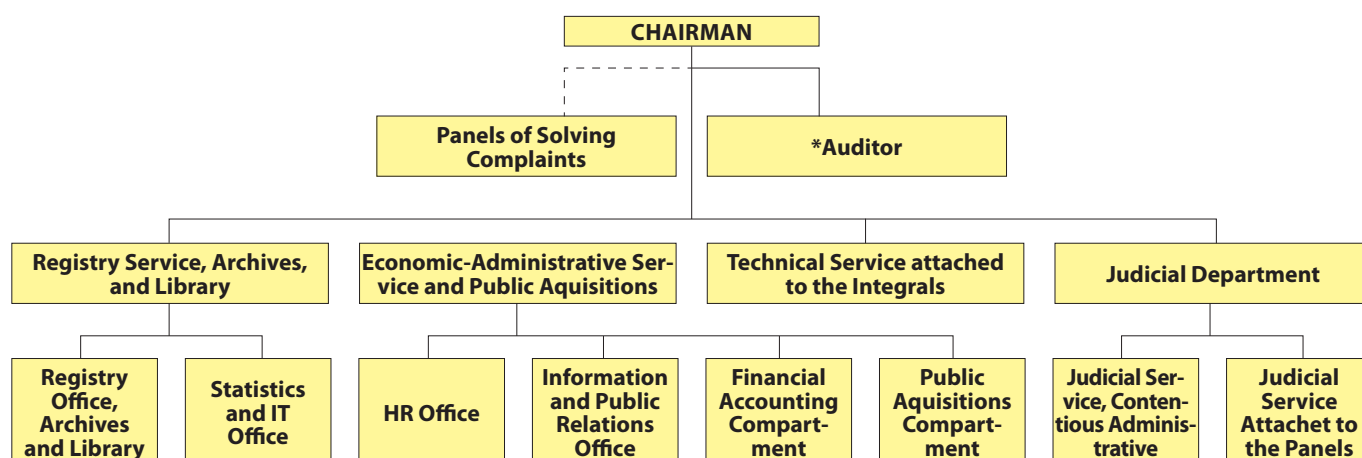 CHAIRMAN
Panels of Solving
Complaints
*Auditor
Registry Service, Archives,
and Library
Economic-Administrative Ser-
vice and Public Aquisitions
Technical Service attached
to the Integrals
Judicial Department
Registry
Office,
Archives
and Library
Statistics
and IT
Office
HR Office
Information
and Public
Relations
Office
Financial
Accounting
Compart-
ment
Public
Aquisitions
Compart-
ment
Judicial Ser-
vice, Conten-
tious Adminis-
trative
Judicial
Service
Attachet to
the Panels